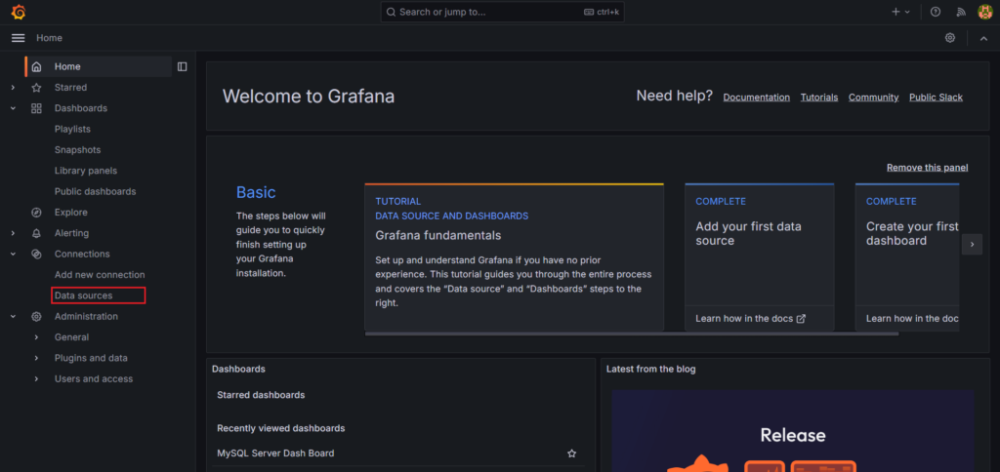 Search or jump to...
ctrl+k
Home
Home
Starred
Dashboards
Playlists
Snapshots
Library panels
Public dashboards
Explore
Alerting
Connections
Add new connection
Data sources
Administration
General
Plugins and data
Users and access
Welcome to Grafana
Need help?
Documentation
Tutorials
Community
Public Slack
Remove this panel
Basic
The steps below will
guide you to quickly
finish setting up
your Grafana
installation.
TUTORIAL
DATA SOURCE AND DASHBOARDS
Grafana fundamentals
Set up and understand Grafana if you have no prior
experience. This tutorial guides you through the entire process
and covers the “Data source” and “Dashboards” steps to the
right.
COMPLETE
Add your first data
source
Learn how in the docs
COMPLETE
Create your first
dashboard
Learn how in the doc
Dashboards
Starred dashboards
Recently viewed dashboards
MySQL Server Dash Board
Latest from the blog
Release